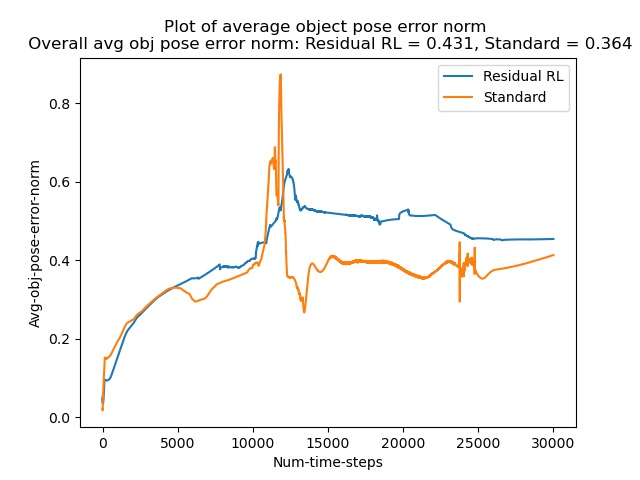 Plot of average object pose error norm
Overall avg obj pose error norm: Residual RL = 0.431, Standard = 0.364
Residual RL
Standard
Avg-obj-pose-error-norm
0.8
0.6
0.4
0.2
0.0
0 5000 10000 15000 20000 25000 30000
Num-time-steps